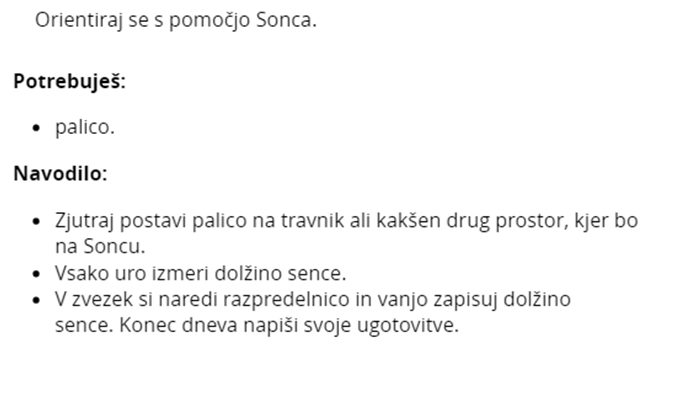 Orientiraj se s pomočjo Sonca.
Potrebuješ:
• palico.
Navodilo:
• Zjutraj postavi palico na travnik ali kakšen drug prostor, kjer bo
na Soncu.
• Vsako uro izmeri dolžino sence.
• V zvezek si naredi razpredelnico in vanjo zapisuj dolžino
sence. Konec dneva napiši svoje ugotovitve.